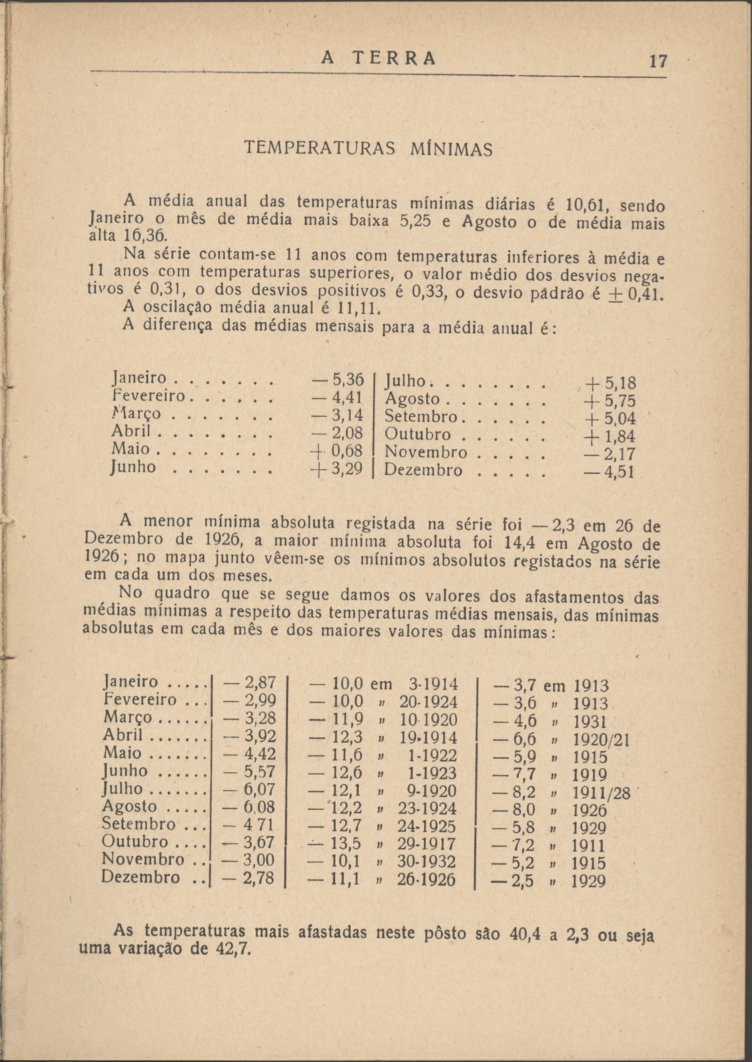 A TERRA 17
TEMPERATURAS MÍNIMAS
A média anual das temperaturas mínimas diárias é 10,61, sendo
Janeiro o mês de média mais baixa 5,25 e Agosto o de média mais
alta 16,36.
Na série contam-se 11 anos com temperaturas inferiores à média e
11 anos com temperaturas superiores, o valor médio dos desvios nega-
tivos é 0,31, o dos desvios positivos é 0,33, o desvio pàdrão é ± 0,41.
A oscilação média anual é 11,11.
A diferença das médias mensais para a média anual é:
Janeiro . . . . . . . — 5,36 | Julho. . . . . . . . + 5,18
Fevereiro. . . . . . — 4,41 | Agosto . . . . . . . + 5,75
Março . . . . . . . — 3,14 | Setembro. . . . . . + 5,04
Abril . . . . . . . . — 2,08 | Outubro . . . . . . + 1,84
Maio . . . . . . . . + 0,68 | Novembro . . . . . — 2,17
Junho . . . . . . . + 3,29 | Dezembro . . . . . — 4,51
A menor mínima absoluta registada na série foi — 2,3 em 26 de
Dezembro de 1926, a maior mínima absoluta foi 14,4 em Agosto de
1926; no mapa junto vêem-se os mínimos absolutos registados na série
em cada um dos meses.
No quadro que se segue damos os valores dos afastamentos das
médias mínimas a respeito das temperaturas médias mensais, das mínimas
absolutas em cada mês e dos maiores valores das mínimas:
Janeiro ..... | — 2,87 | — 10,0 em 3-1914 | — 3,7 em 1913
Fevereiro ... | — 2,99 | — 10,0 " 20-1924 | — 3,6 " 1913
Março ...... | — 3,28 | — 11,9 " 10 1920 | — 4,6 " 1931
Abril ....... | — 3,92 | — 12,3 " 19-1914 | — 6,6 " 1920/21
Maio ....... | — 4,42 | — 11,6 " 1-1922 | — 5,9 " 1915
Junho ...... | — 5,57 | — 12,6 " 1-1923 | — 7,7 " 1919
Julho ....... | — 6,07 | — 12,1 " 9-1920 | — 8,2 " 1911/28
Agosto ..... | — 6.08 | — 12,2 " 23-1924 | — 8,0 " 1926
Setembro ... | — 4 71 | — 12,7 " 24-1925 | — 5,8 " 1929
Outubro .... | — 3,67 | — 13,5 " 29-1917 | — 7,2 " 1911
Novembro .. | — 3,00 | — 10,1 " 30-1932 | — 5,2 " 1915
Dezembro .. | — 2,78 | — 11,1 " 26-1926 | — 2,5 " 1929
As temperaturas mais afastadas neste pôsto são 40,4 a 2,3 ou seja
uma variação de 42,7.